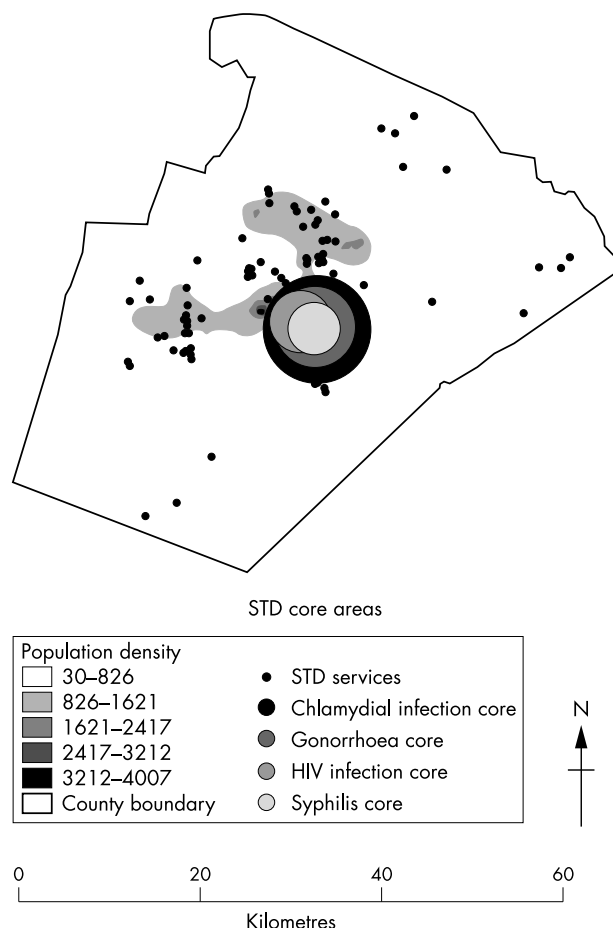 STD core areas
Population density
30–826
826–1621
1621–2417
2417–3212
3212–4007
County boundary
STD services
Chlamydial infection core
Gonorrhoea core
HIV infection core
Syphilis core
N
0 20 40 60
Kilometres